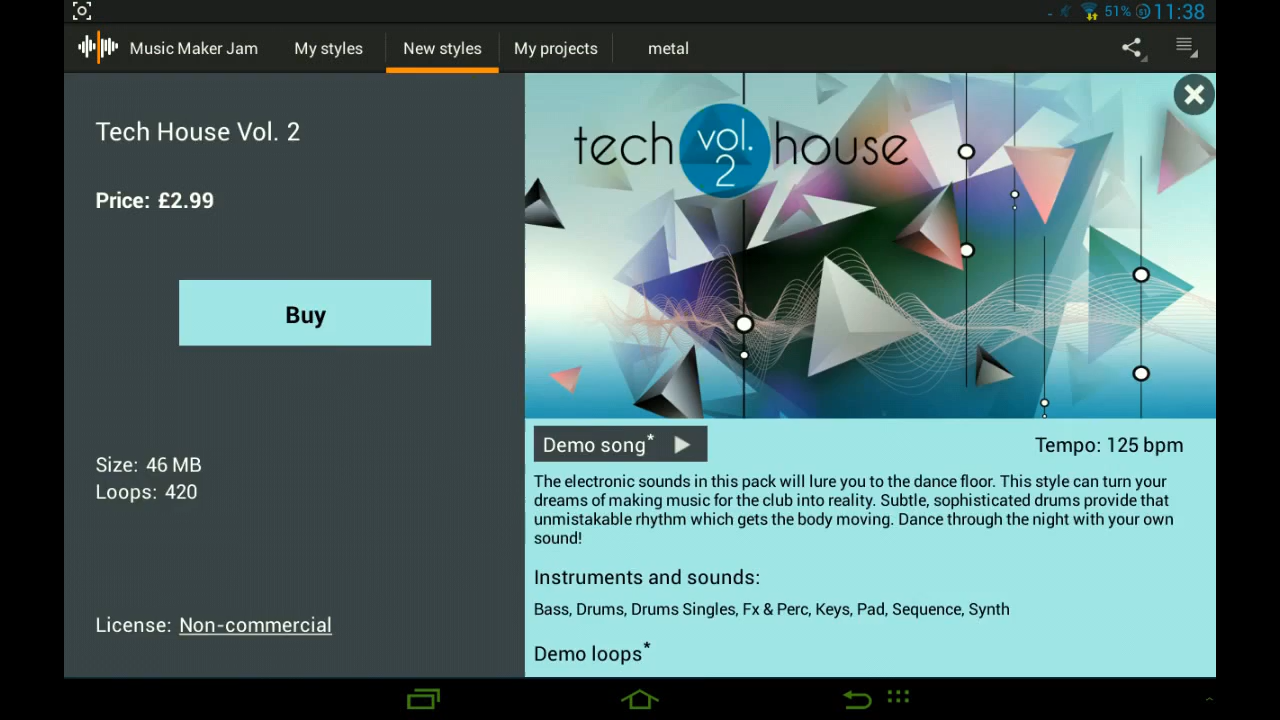 51% 51 11:38
Music Maker Jam My styles New styles My projects metal
Tech House Vol. 2
Price: £2.99
Buy
Size: 46 MB
Loops: 420
License: Non-commercial
tech vol. 2 house
Demo song*
Tempo: 125 bpm
The electronic sounds in this pack will lure you to the dance floor. This style can turn your
dreams of making music for the club into reality. Subtle, sophisticated drums provide that
unmistakable rhythm which gets the body moving. Dance through the night with your own
sound!
Instruments and sounds:
Bass, Drums, Drums Singles, Fx & Perc, Keys, Pad, Sequence, Synth
Demo loops*